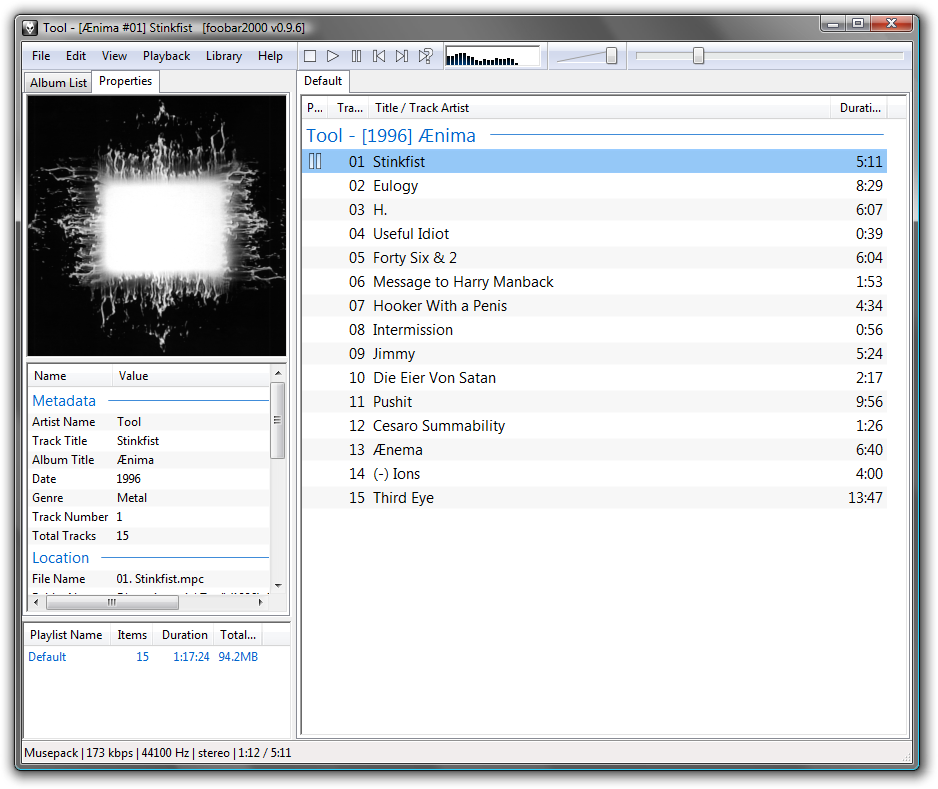 Tool - [Ænima #01] Stinkfist   [foobar2000 v0.9.6]
File Edit View Playback Library Help
Album List Properties
Default
P... Tra... Title / Track Artist Durati...
Tool - [1996] Ænima
01 Stinkfist 5:11
02 Eulogy 8:29
03 H. 6:07
04 Useful Idiot 0:39
05 Forty Six & 2 6:04
06 Message to Harry Manback 1:53
07 Hooker With a Penis 4:34
08 Intermission 0:56
09 Jimmy 5:24
10 Die Eier Von Satan 2:17
11 Pushit 9:56
12 Cesaro Summability 1:26
13 Ænema 6:40
14 (-) Ions 4:00
15 Third Eye 13:47
Name Value
Metadata
Artist Name Tool
Track Title Stinkfist
Album Title Ænima
Date 1996
Genre Metal
Track Number 1
Total Tracks 15
Location
File Name 01. Stinkfist.mpc
Playlist Name Items Duration Total...
Default 15 1:17:24 94.2MB
Musepack | 173 kbps | 44100 Hz | stereo | 1:12 / 5:11